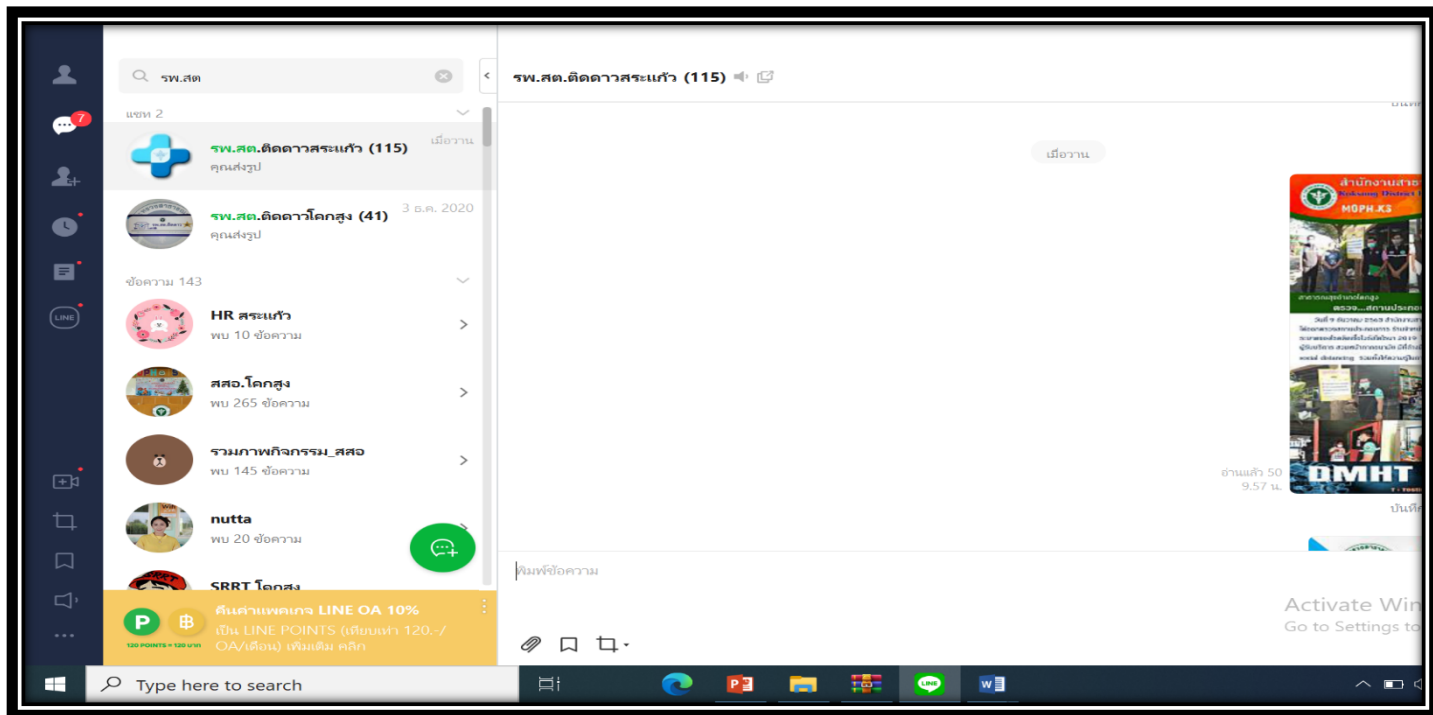 รพ.สต
รพ.สต.ติดดาวสระแก้ว (115)
7
แชท 2
รพ.สต.ติดดาวสระแก้ว (115)
เมื่อวาน
คุณส่งรูป
รพ.สต.ติดดาวโคกสูง (41)
3 ธ.ค. 2020
คุณส่งรูป
ข้อความ 143
HR สระแก้ว
พบ 10 ข้อความ
สสอ.โคกสูง
พบ 265 ข้อความ
LINE
รวมภาพกิจกรรม_สสอ
พบ 145 ข้อความ
nutta
พบ 20 ข้อความ
SRRT โคกสูง
คืนค่าแพคเกจ LINE OA 10%
เป็น LINE POINTS (เทียบเท่า 120.-/
OA/เดือน) เพิ่มเติม คลิก
P
฿
120 POINTS = 120 บาท
เมื่อวาน
สำนักงานสาธ
MOPH.KS
DMHT
อ่านแล้ว 50
9.57 น.
พิมพ์ข้อความ
Activate Win
Go to Settings to
Type here to search